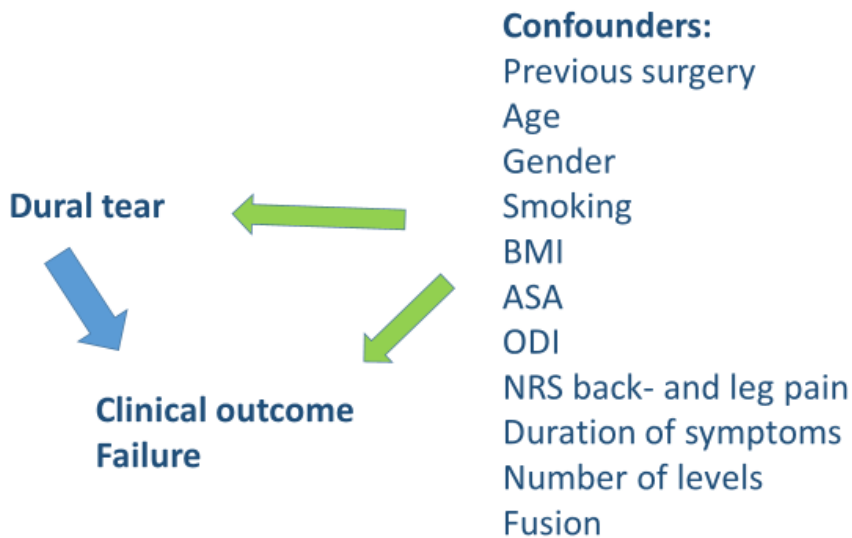 Confounders:
Previous surgery
Age
Gender
Smoking
BMI
ASA
ODI
NRS back- and leg pain
Duration of symptoms
Number of levels
Fusion
Dural tear
Clinical outcome
Failure